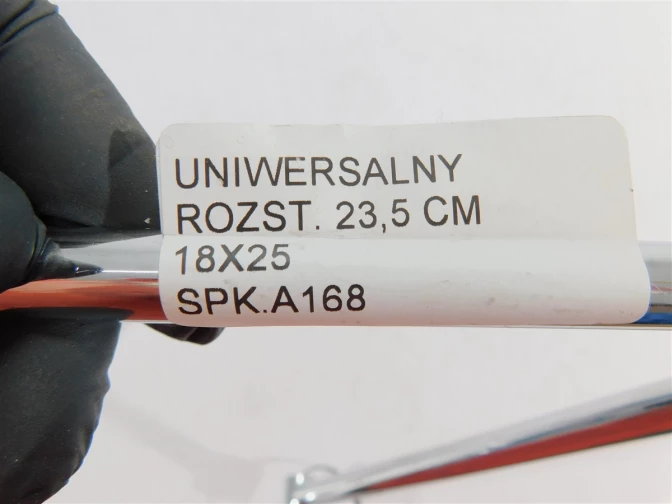 UNIWERSALNY
ROZST. 23,5 CM
18X25
SPK.A168